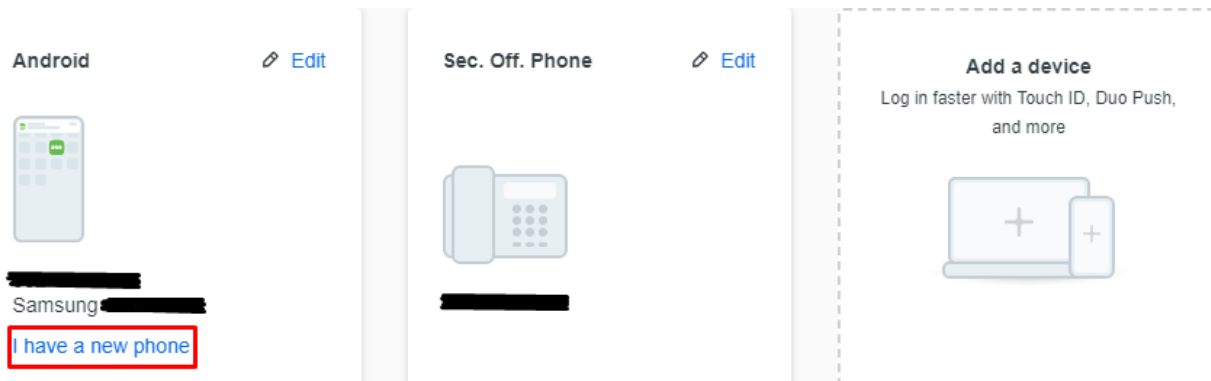 Android
Edit
Samsung
I have a new phone
Sec. Off. Phone
Edit
Add a device
Log in faster with Touch ID, Duo Push,
and more